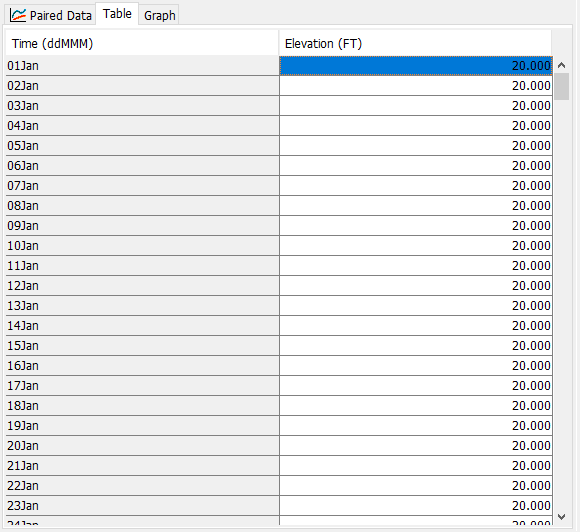 Paired Data Table Graph
Time (ddMMM) Elevation (FT)
01Jan 20.000
02Jan 20.000
03Jan 20.000
04Jan 20.000
05Jan 20.000
06Jan 20.000
07Jan 20.000
08Jan 20.000
09Jan 20.000
10Jan 20.000
11Jan 20.000
12Jan 20.000
13Jan 20.000
14Jan 20.000
15Jan 20.000
16Jan 20.000
17Jan 20.000
18Jan 20.000
19Jan 20.000
20Jan 20.000
21Jan 20.000
22Jan 20.000
23Jan 20.000